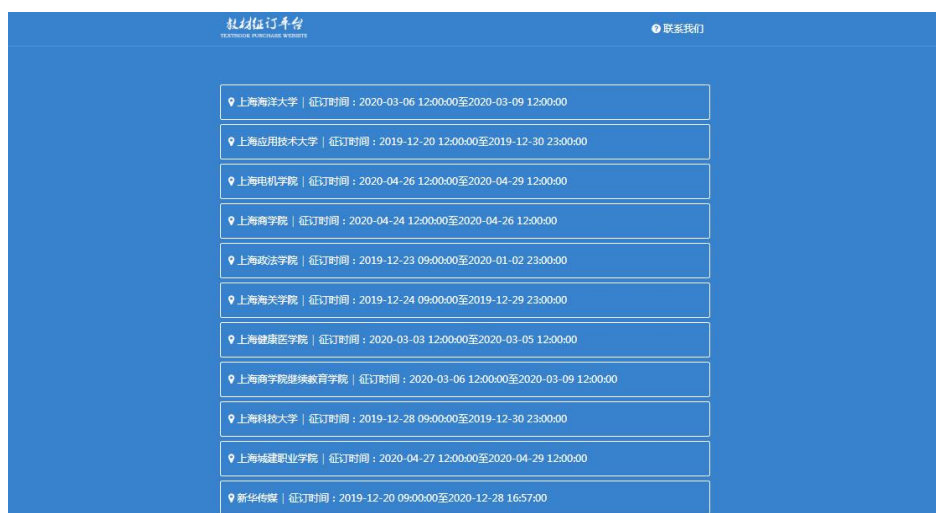 教材征订平台
TEXTBOOK PURCHASE WEBSITE
联系我们
上海海洋大学 | 征订时间：2020-03-06 12:00:00至2020-03-09 12:00:00
上海应用技术大学 | 征订时间：2019-12-20 12:00:00至2019-12-30 23:00:00
上海电机学院 | 征订时间：2020-04-26 12:00:00至2020-04-29 12:00:00
上海商学院 | 征订时间：2020-04-24 12:00:00至2020-04-26 12:00:00
上海政法学院 | 征订时间：2019-12-23 09:00:00至2020-01-02 23:00:00
上海海关学院 | 征订时间：2019-12-24 09:00:00至2019-12-29 23:00:00
上海健康医学院 | 征订时间：2020-03-03 12:00:00至2020-03-05 12:00:00
上海商学院继续教育学院 | 征订时间：2020-03-06 12:00:00至2020-03-09 12:00:00
上海科技大学 | 征订时间：2019-12-28 09:00:00至2019-12-30 23:00:00
上海城建职业学院 | 征订时间：2020-04-27 12:00:00至2020-04-29 12:00:00
新华传媒 | 征订时间：2019-12-20 09:00:00至2020-12-28 16:57:00